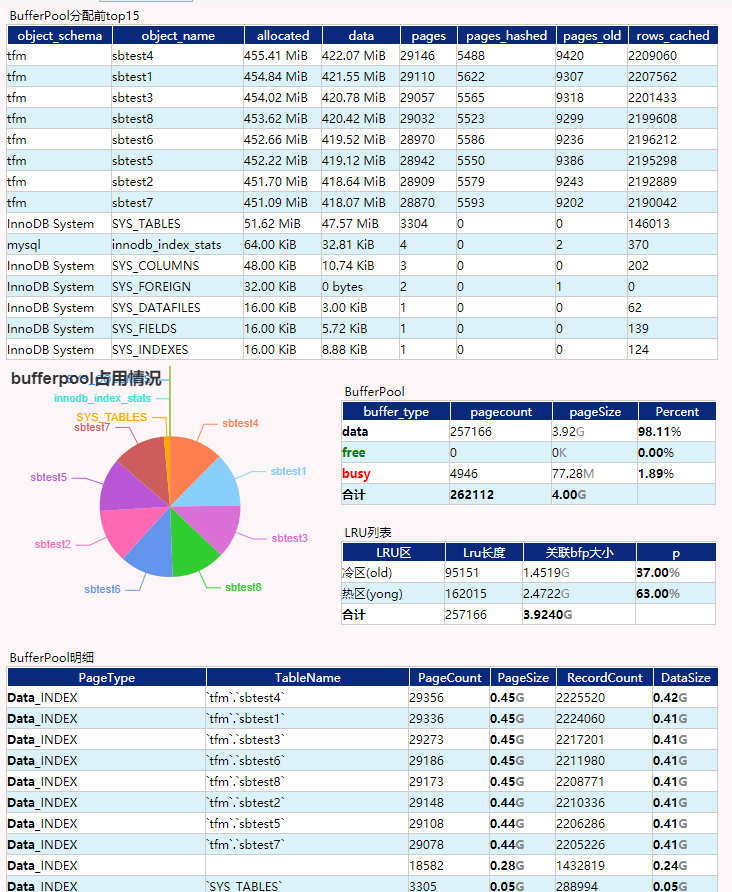 BufferPool分配前top15
object_schema object_name allocated data pages pages_hashed pages_old rows_cached
tfm sbtest4 455.41 MiB 422.07 MiB 29146 5488 9420 2209060
tfm sbtest1 454.84 MiB 421.55 MiB 29110 5622 9307 2207562
tfm sbtest3 454.02 MiB 420.78 MiB 29057 5565 9318 2201433
tfm sbtest8 453.62 MiB 420.42 MiB 29032 5523 9299 2199608
tfm sbtest6 452.66 MiB 419.52 MiB 28970 5586 9236 2196212
tfm sbtest5 452.22 MiB 419.12 MiB 28942 5550 9386 2195298
tfm sbtest2 451.70 MiB 418.64 MiB 28909 5579 9243 2192889
tfm sbtest7 451.09 MiB 418.07 MiB 28870 5593 9202 2190042
InnoDB System SYS_TABLES 51.62 MiB 47.57 MiB 3304 0 0 146013
mysql innodb_index_stats 64.00 KiB 32.81 KiB 4 0 2 370
InnoDB System SYS_COLUMNS 48.00 KiB 10.74 KiB 3 0 0 202
InnoDB System SYS_FOREIGN 32.00 KiB 0 bytes 2 0 1 0
InnoDB System SYS_DATAFILES 16.00 KiB 3.00 KiB 1 0 0 62
InnoDB System SYS_FIELDS 16.00 KiB 5.72 KiB 1 0 0 139
InnoDB System SYS_INDEXES 16.00 KiB 8.88 KiB 1 0 0 124
bufferpool占用情况
innodb_index_stats
SYS_TABLES
sbtest7
sbtest4
sbtest5
sbtest1
sbtest2
sbtest3
sbtest6
sbtest8
BufferPool
buffer_type pagecount pageSize Percent
data 257166 3.92G 98.11%
free 0 0K 0.00%
busy 4946 77.28M 1.89%
合计 262112 4.00G
LRU列表
LRU区 Lru长度 关联bfp大小 p
冷区(old) 95151 1.4519G 37.00%
热区(yong) 162015 2.4722G 63.00%
合计 257166 3.9240G
BufferPool明细
PageType TableName PageCount PageSize RecordCount DataSize
Data_INDEX `tfm`.`sbtest4` 29356 0.45G 2225520 0.42G
Data_INDEX `tfm`.`sbtest1` 29336 0.45G 2224060 0.41G
Data_INDEX `tfm`.`sbtest3` 29273 0.45G 2217201 0.41G
Data_INDEX `tfm`.`sbtest6` 29186 0.45G 2211980 0.41G
Data_INDEX `tfm`.`sbtest8` 29173 0.45G 2208771 0.41G
Data_INDEX `tfm`.`sbtest2` 29148 0.44G 2210336 0.41G
Data_INDEX `tfm`.`sbtest5` 29108 0.44G 2206286 0.41G
Data_INDEX `tfm`.`sbtest7` 29078 0.44G 2205226 0.41G
Data_INDEX 18582 0.28G 1432819 0.24G
Data_INDEX `SYS_TABLES` 3305 0.05G 288994 0.05G